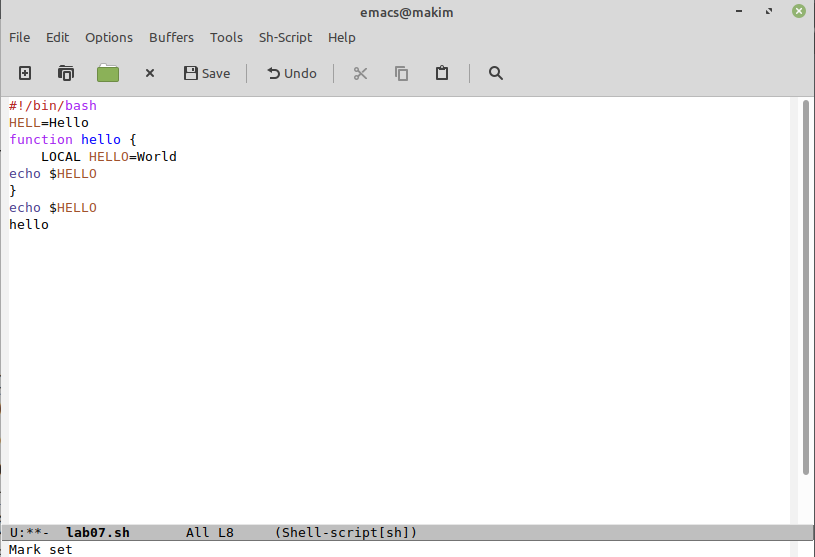 emacs@makim
File Edit Options Buffers Tools Sh-Script Help
Save Undo
#!/bin/bash
HELL=Hello
function hello {
    LOCAL HELLO=World
echo $HELLO
}
echo $HELLO
hello
U:**-  lab07.sh       All L8     (Shell-script[sh])
Mark set